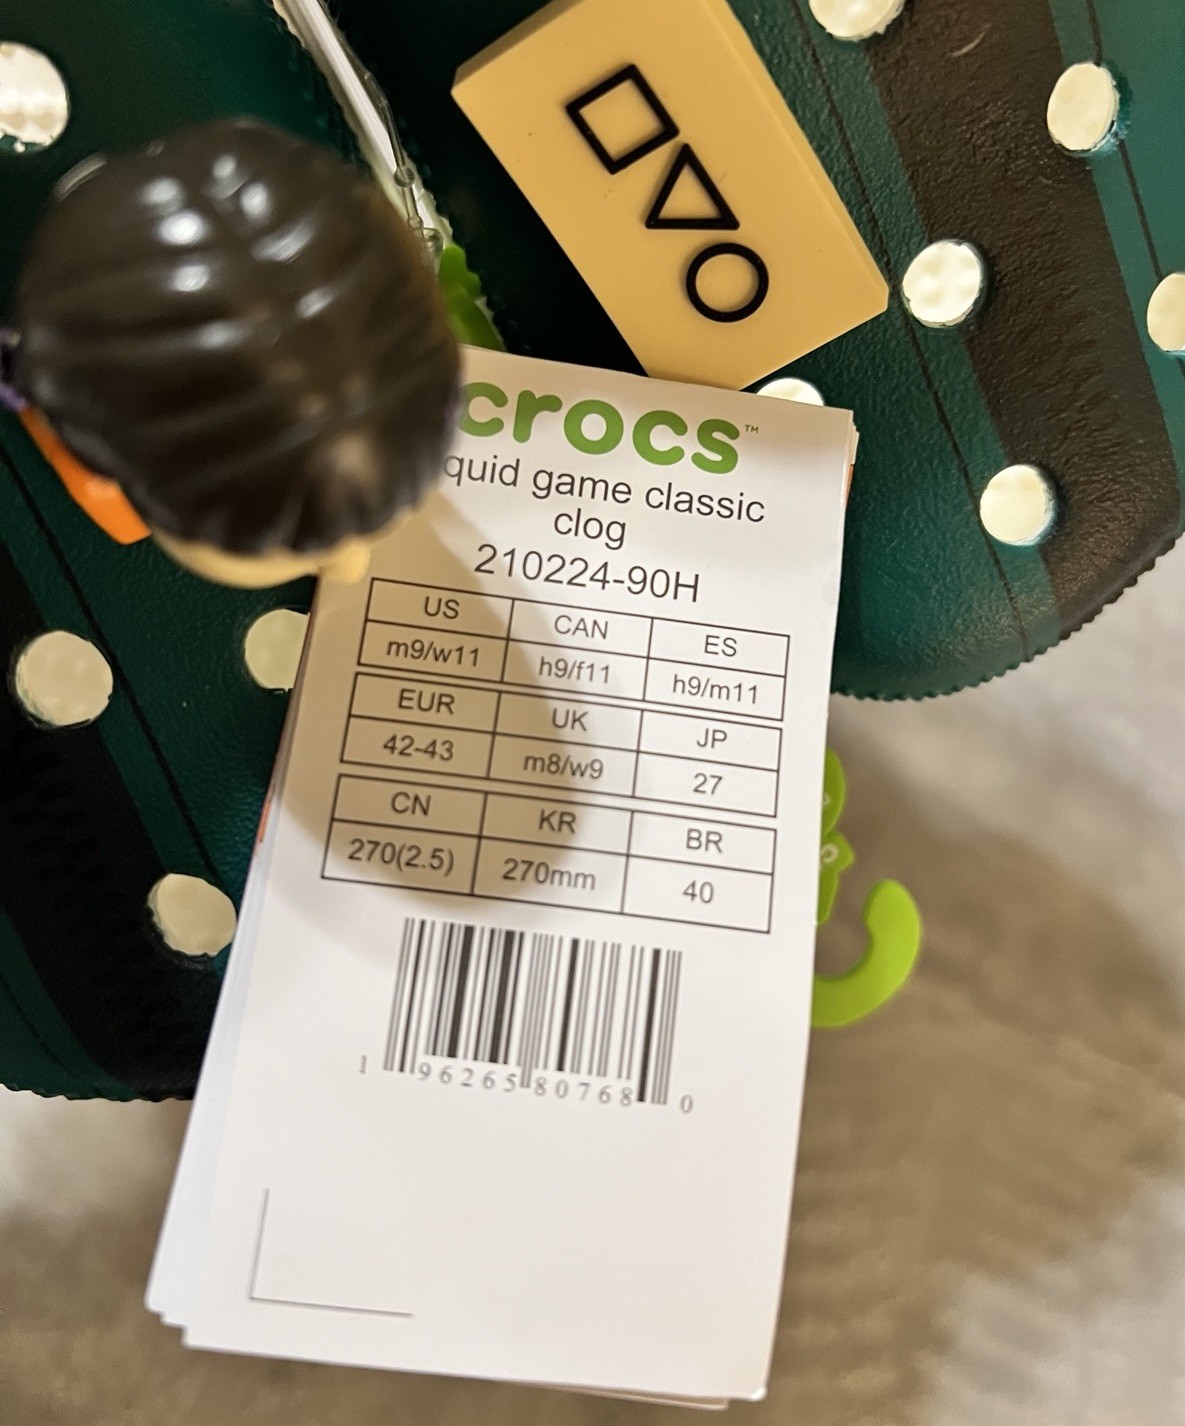 crocs™
quid game classic
clog
210224-90H
US CAN ES
m9/w11 h9/f11 h9/m11
EUR UK JP
42-43 m8/w9 27
CN KR BR
270(2.5) 270mm 40
1 96265 80768 0